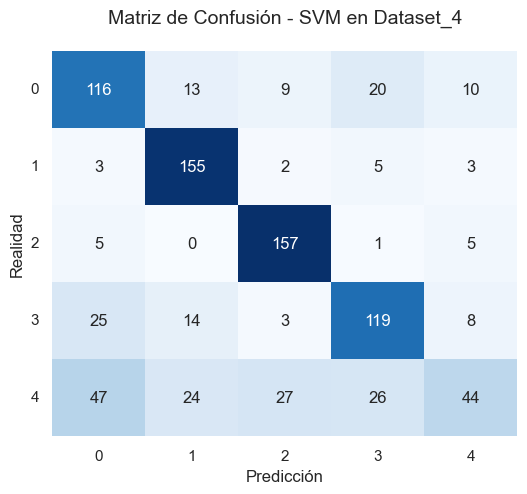 Matriz de Confusión - SVM en Dataset_4
0 116 13 9 20 10
1 3 155 2 5 3
2 5 0 157 1 5
3 25 14 3 119 8
4 47 24 27 26 44
Realidad
0 1 2 3 4
Predicción